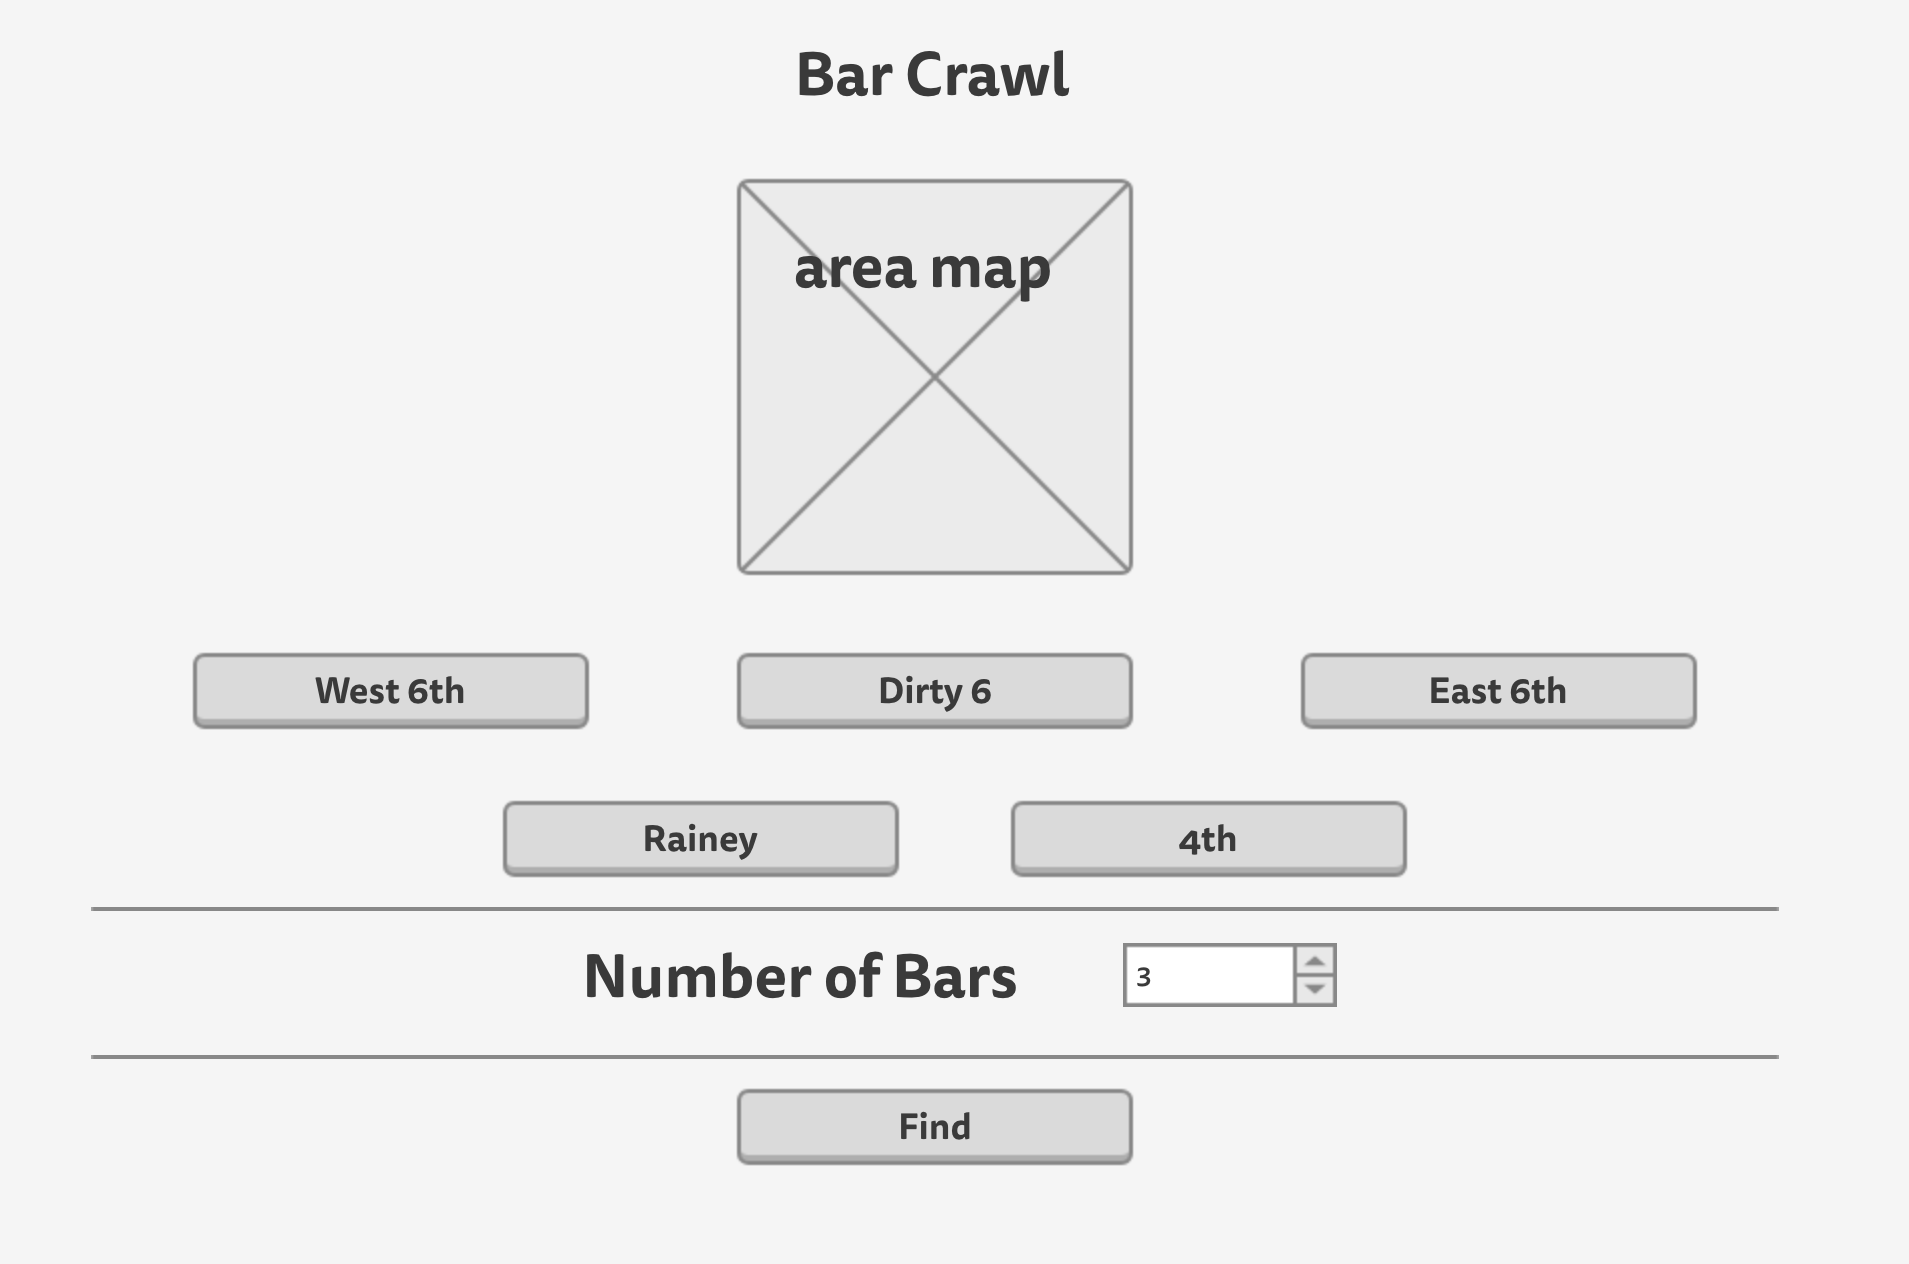 Bar Crawl
area map
West 6th
Dirty 6
East 6th
Rainey
4th
Number of Bars
3
Find